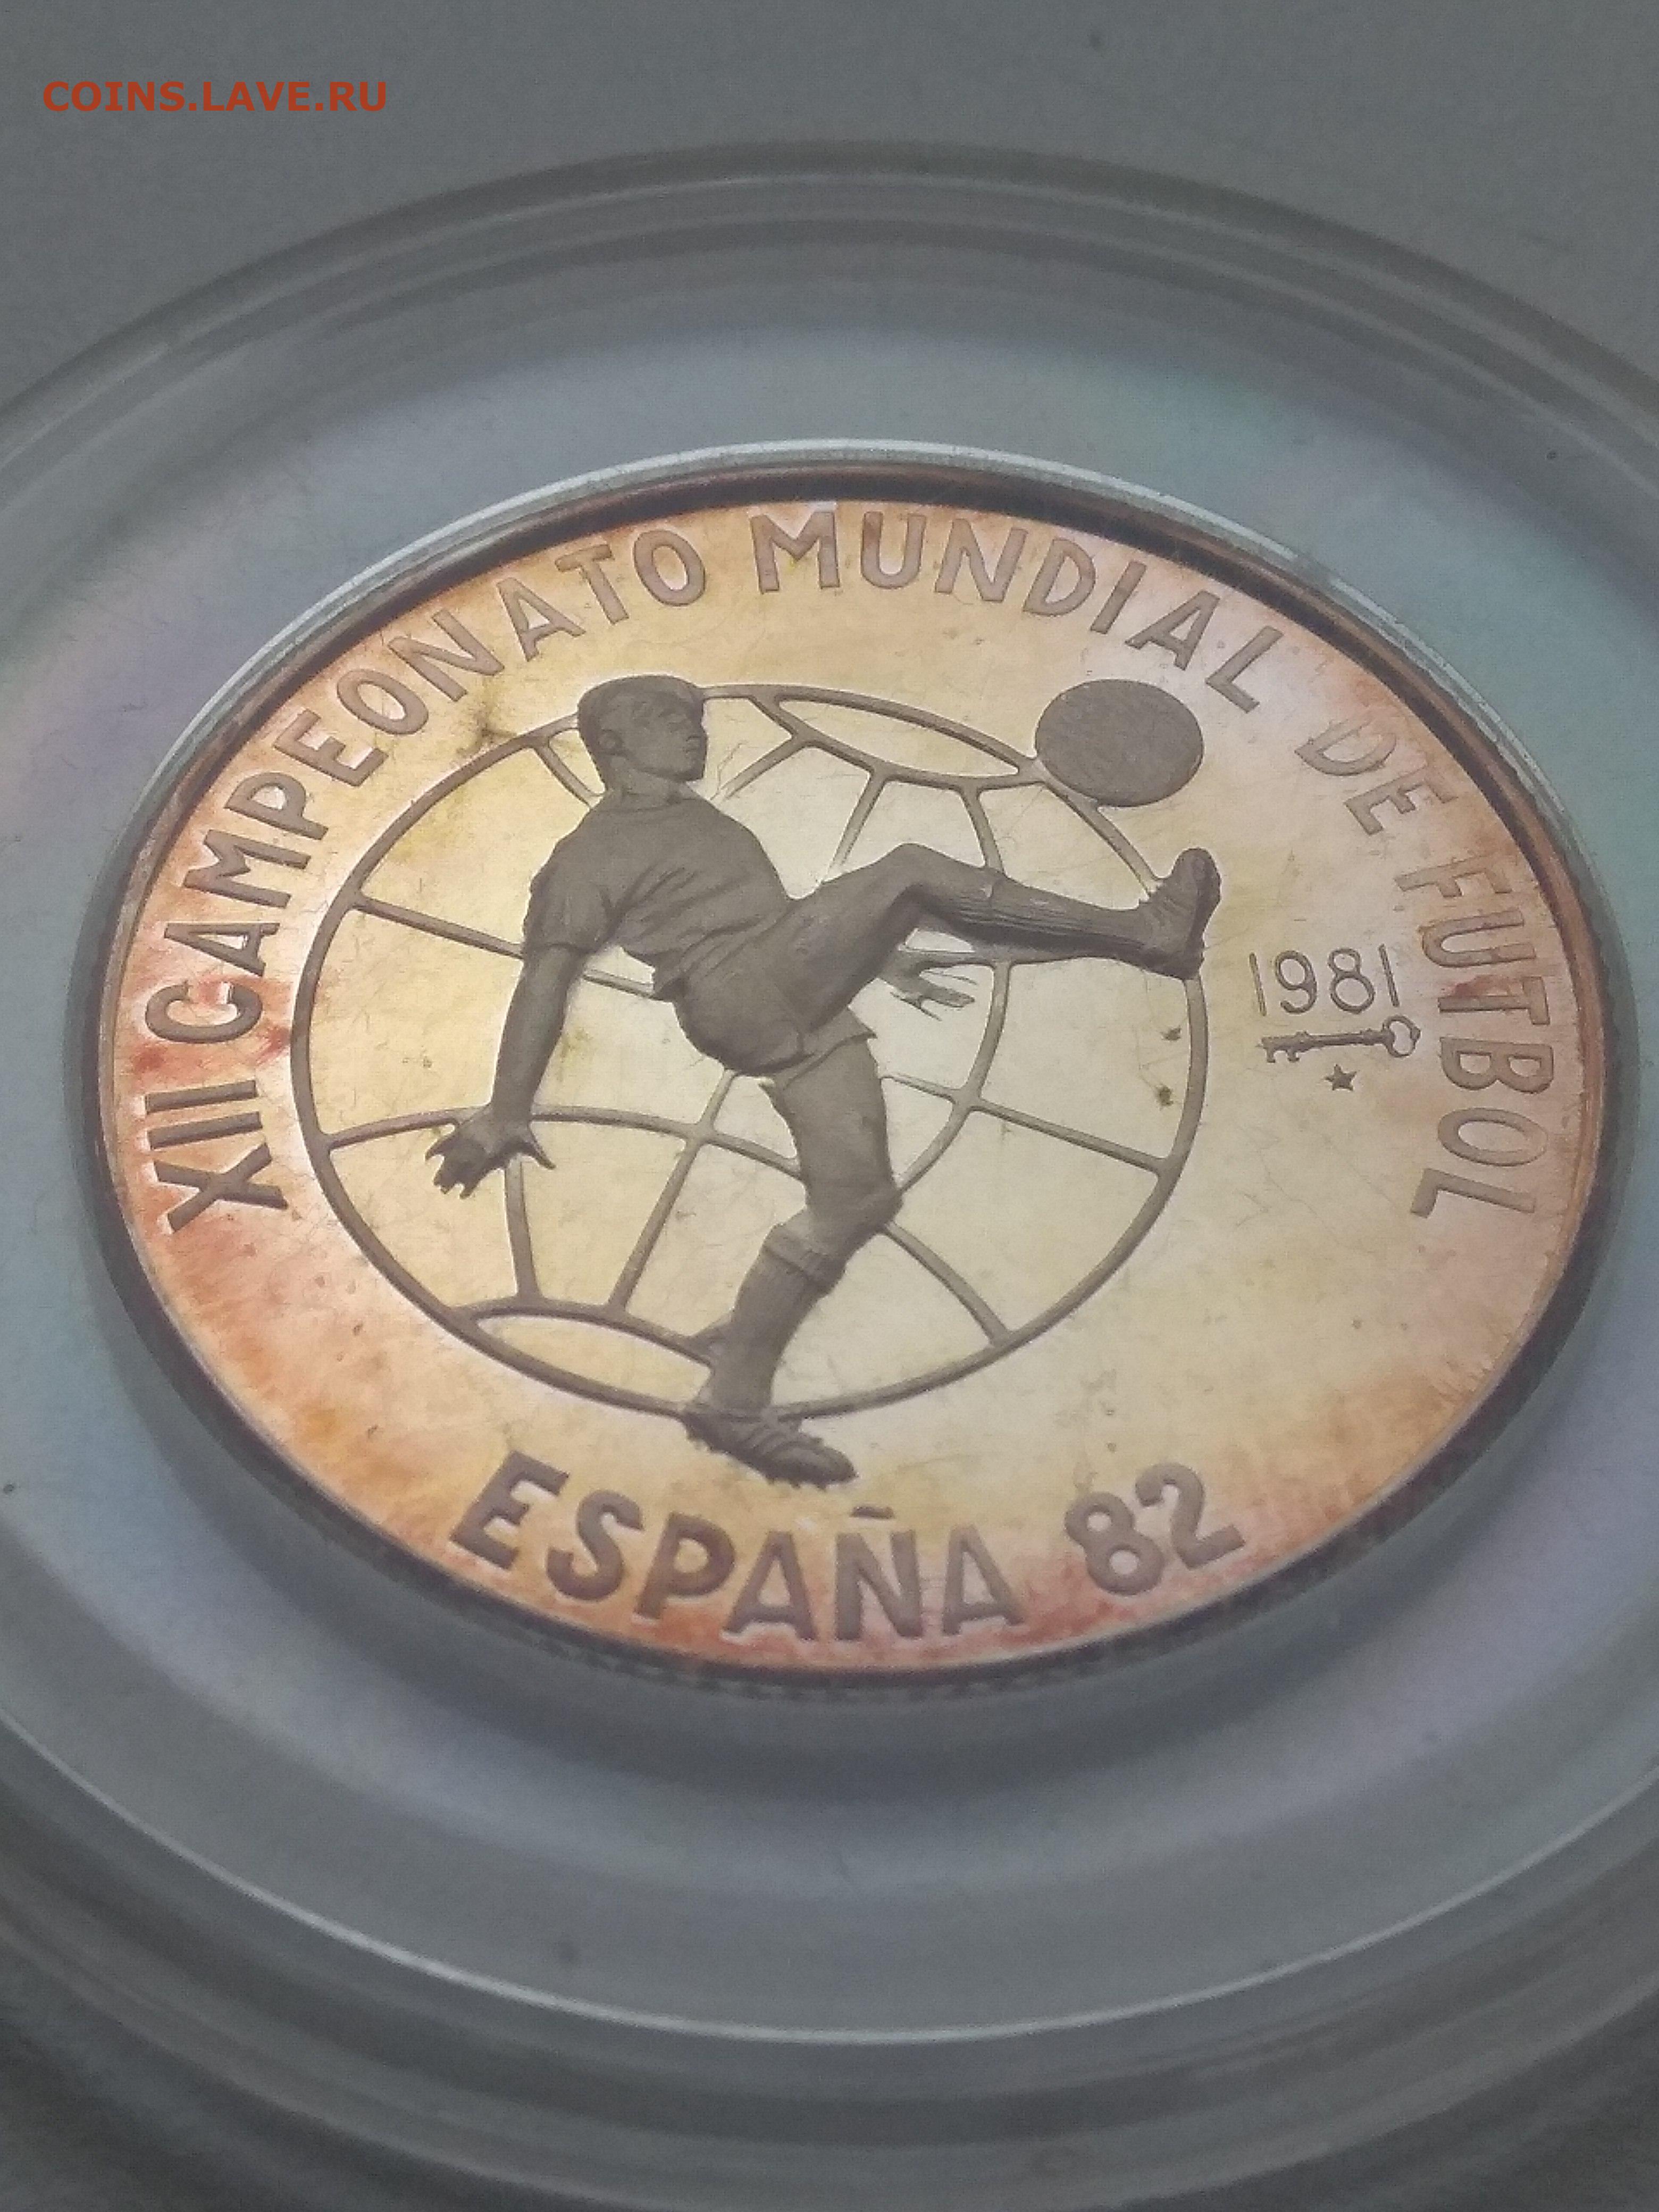 COINS.LAVE.RU
XII CAMPEONATO MUNDIAL DE FUTBOL
1981
ESPAÑA 82